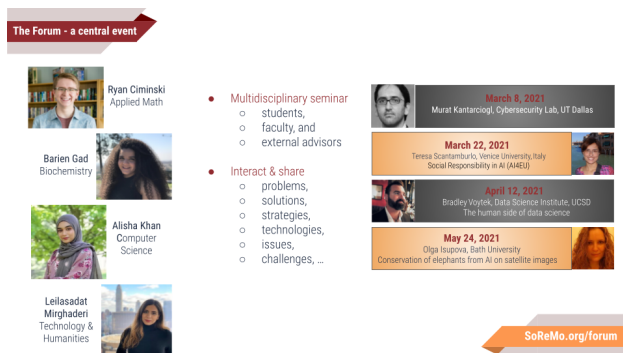 The Forum - a central event
Ryan Ciminski
Applied Math
Barien Gad
Biochemistry
Alisha Khan
Computer
Science
Leilasadat
Mirghaderi
Technology &
Humanities
● Multidisciplinary seminar
○ students,
○ faculty, and
○ external advisors
● Interact & share
○ problems,
○ solutions,
○ strategies,
○ technologies,
○ issues,
○ challenges, ...
March 8, 2021
Murat Kantarciogl, Cybersecurity Lab, UT Dallas
March 22, 2021
Teresa Scantamburlo, Venice University, Italy
Social Responsibility in AI (AI4EU)
April 12, 2021
Bradley Voytek, Data Science Institute, UCSD
The human side of data science
May 24, 2021
Olga Isupova, Bath University
Conservation of elephants from AI on satellite images
SoReMo.org/forum